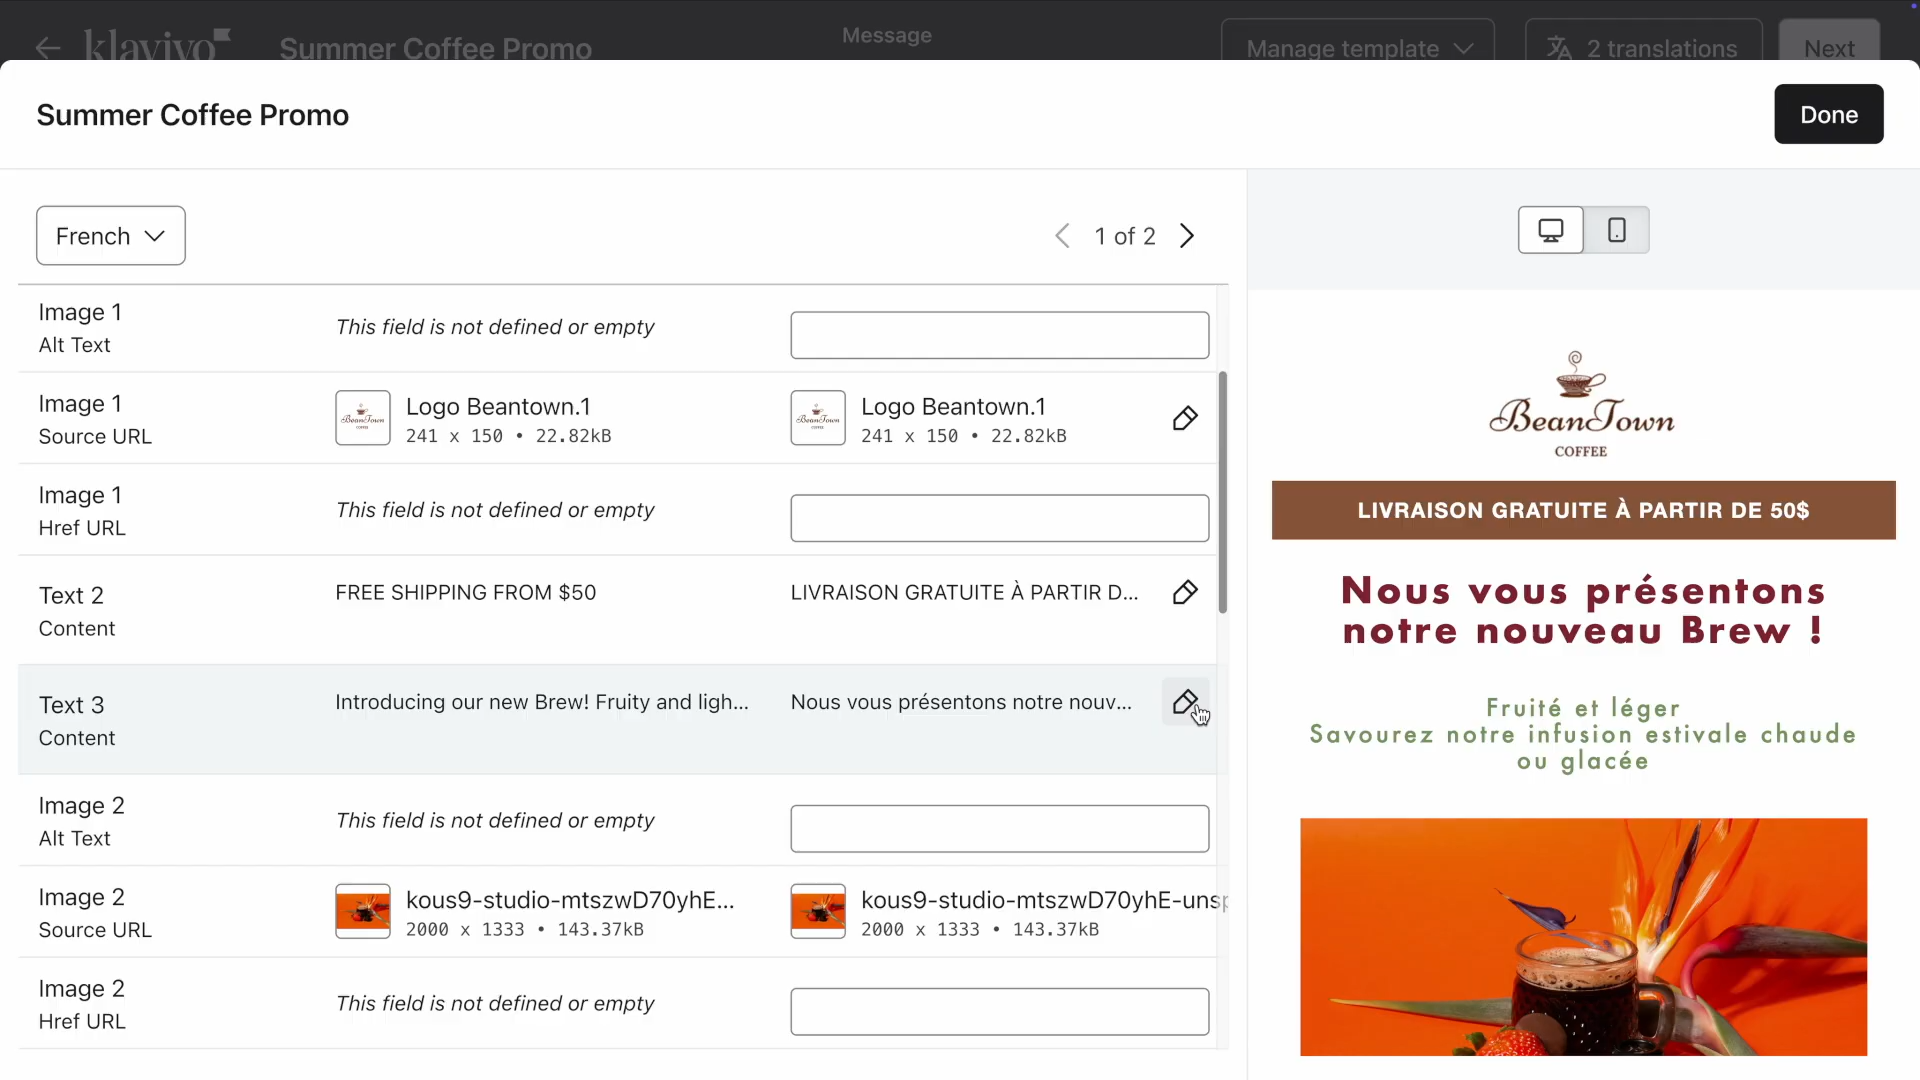 klaviyo
Summer Coffee Promo
Message
Manage template
2 translations
Next
Summer Coffee Promo
Done
French
1 of 2
Image 1
Alt Text
This field is not defined or empty
Image 1
Source URL
Logo Beantown.1
241 x 150 • 22.82kB
Logo Beantown.1
241 x 150 • 22.82kB
Image 1
Href URL
This field is not defined or empty
Text 2
Content
FREE SHIPPING FROM $50
LIVRAISON GRATUITE À PARTIR D...
Text 3
Content
Introducing our new Brew! Fruity and ligh...
Nous vous présentons notre nouv...
Image 2
Alt Text
This field is not defined or empty
Image 2
Source URL
kous9-studio-mtszwD70yhE...
2000 x 1333 • 143.37kB
kous9-studio-mtszwD70yhE-unsp
2000 x 1333 • 143.37kB
Image 2
Href URL
This field is not defined or empty
BeanTown
COFFEE
LIVRAISON GRATUITE À PARTIR DE 50$
Nous vous présentons
notre nouveau Brew !
Fruité et léger
Savourez notre infusion estivale chaude
ou glacée